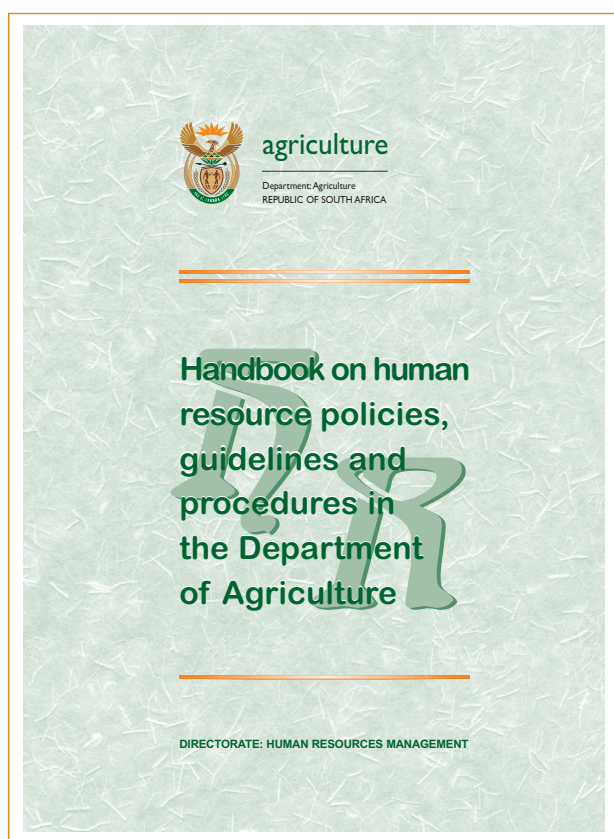 agriculture
Department: Agriculture
REPUBLIC OF SOUTH AFRICA
Handbook on human
resource policies,
guidelines and
procedures in
the Department
of Agriculture
DIRECTORATE: HUMAN RESOURCES MANAGEMENT